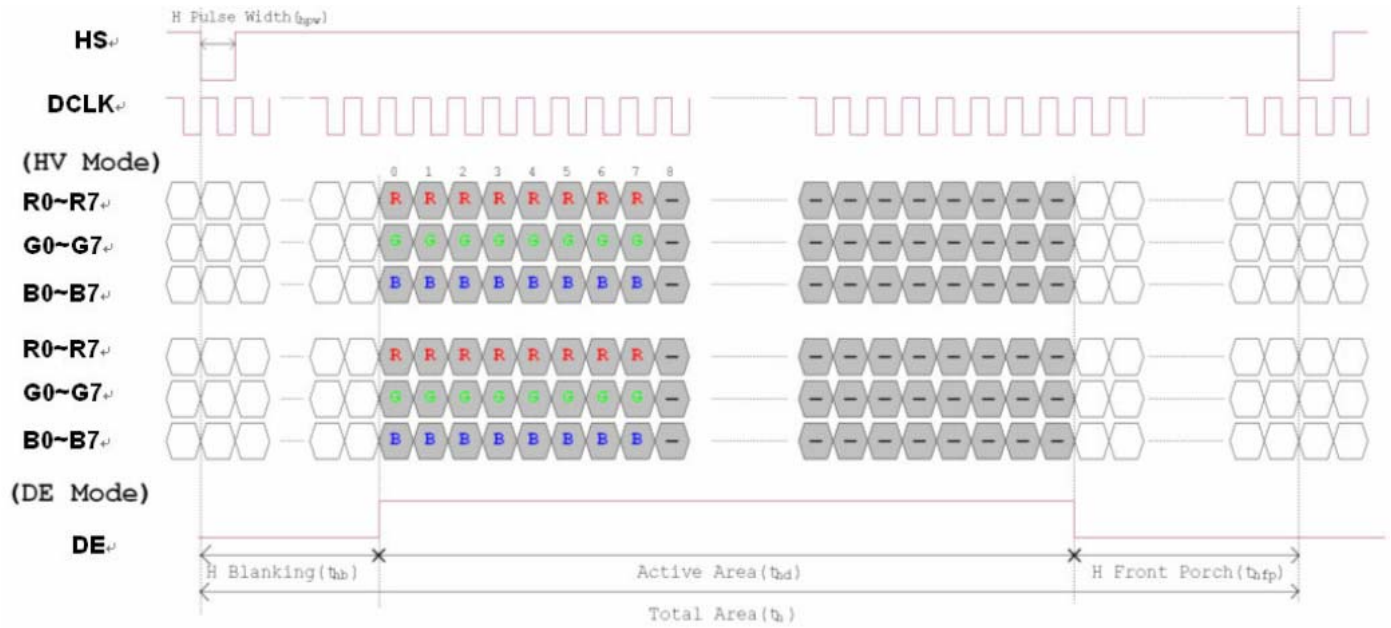 H Pulse Width(thpw)
HS
DCLK
(HV Mode)
0 1 2 3 4 5 6 7 8
R0~R7 R R R R R R R R - - - - - - - - -
G0~G7 G G G G G G G G - - - - - - - - -
B0~B7 B B B B B B B B - - - - - - - - -
R0~R7 R R R R R R R R - - - - - - - - -
G0~G7 G G G G G G G G - - - - - - - - -
B0~B7 B B B B B B B B - - - - - - - - -
(DE Mode)
DE
H Blanking(thb) Active Area(thd) H Front Porch(thfp)
Total Area(th)